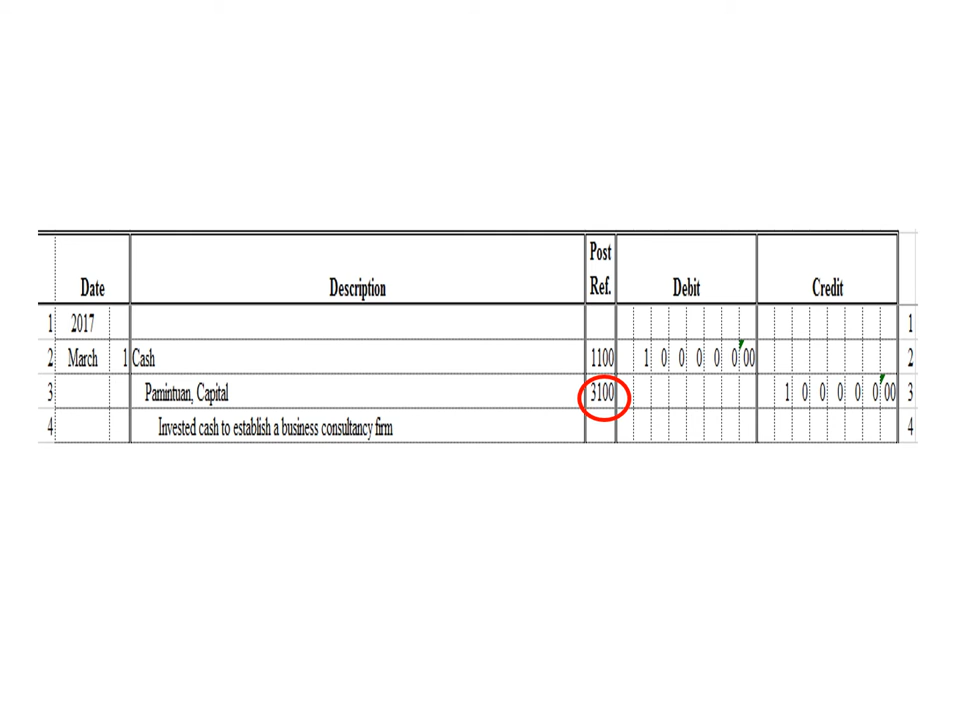 Date Description Post Ref. Debit Credit
1 2017 1
2 March 1 Cash 1100 1 0 0 0 0 0 00 2
3 Pamintuan, Capital 3100 1 0 0 0 0 0 00 3
4 Invested cash to establish a business consultancy firm 4